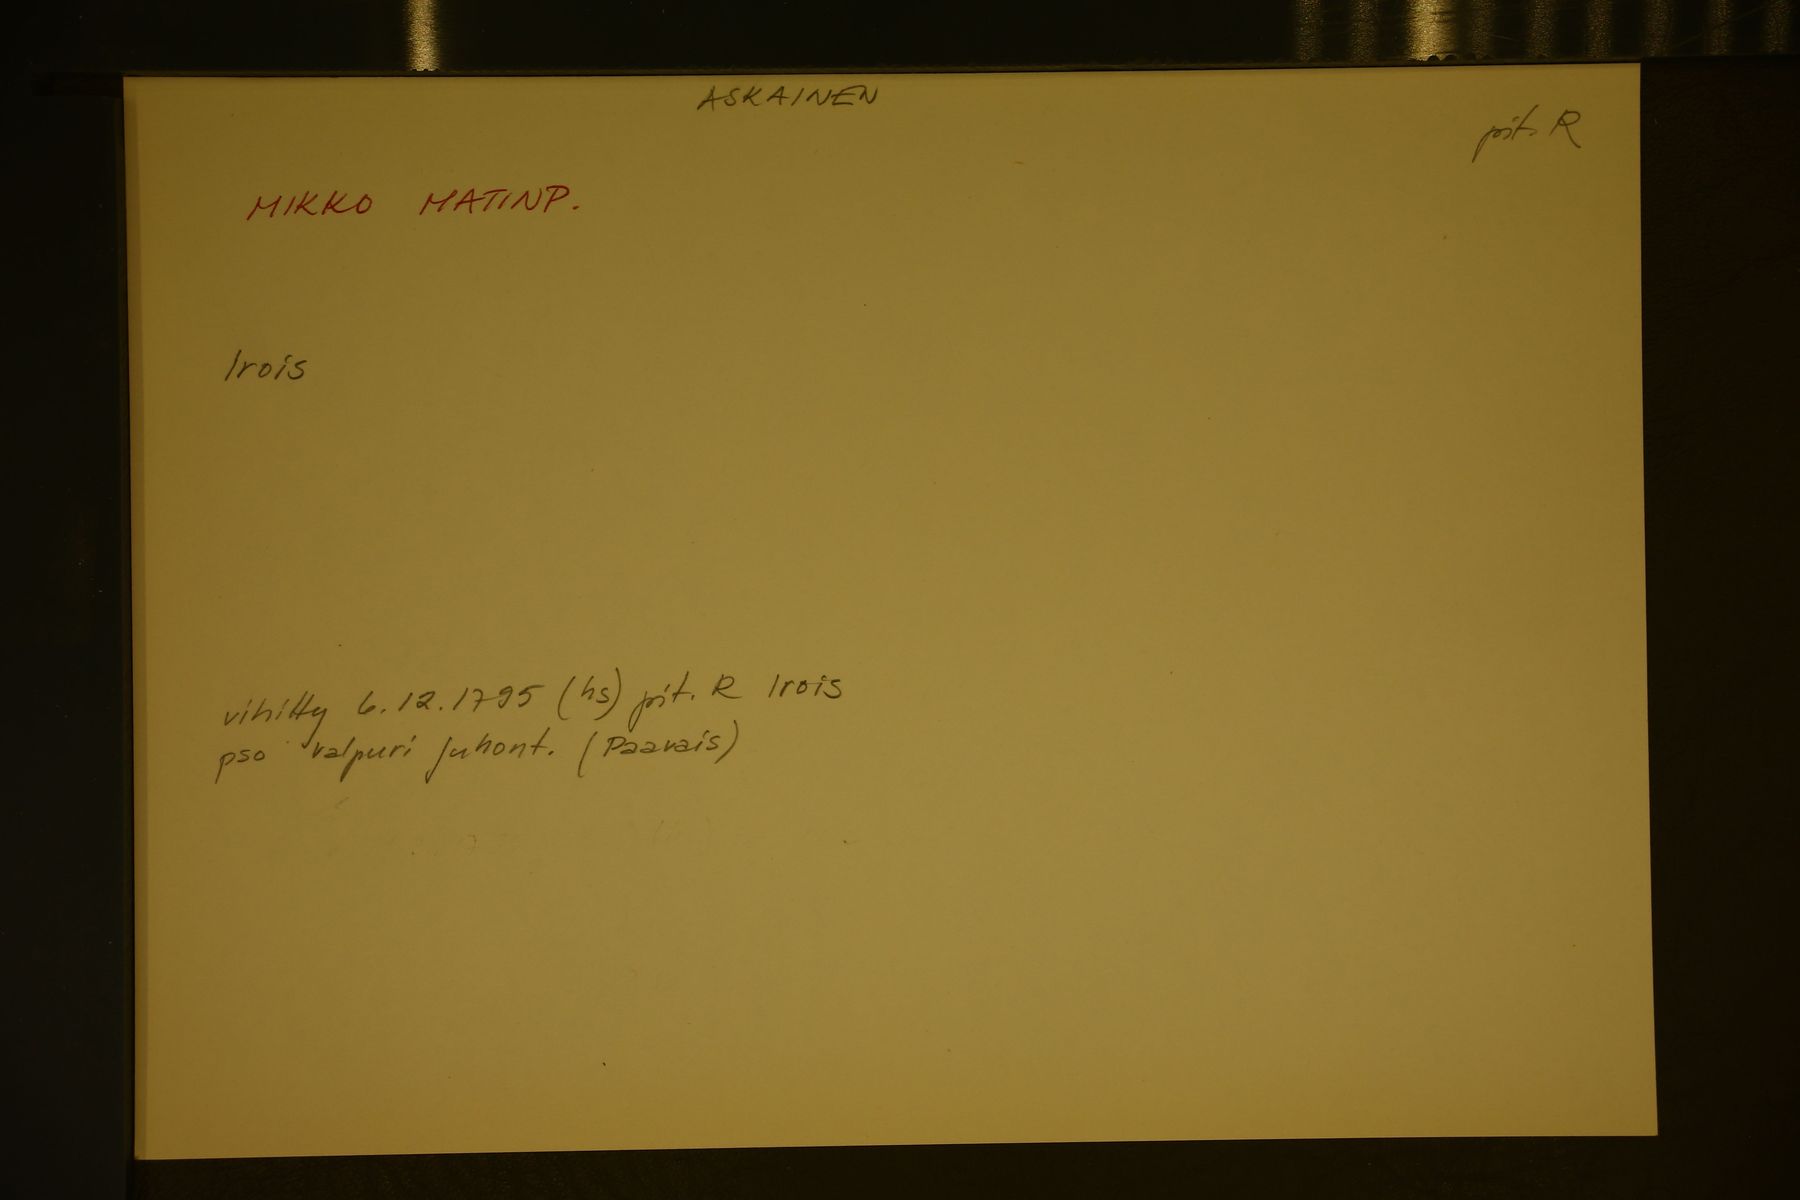 ASKAINEN
pit. R
MIKKO MATINP.
Irois
vihitty 6.12.1795 (hs) pit. R Irois
pso Valpuri Juhont. (Paavais)